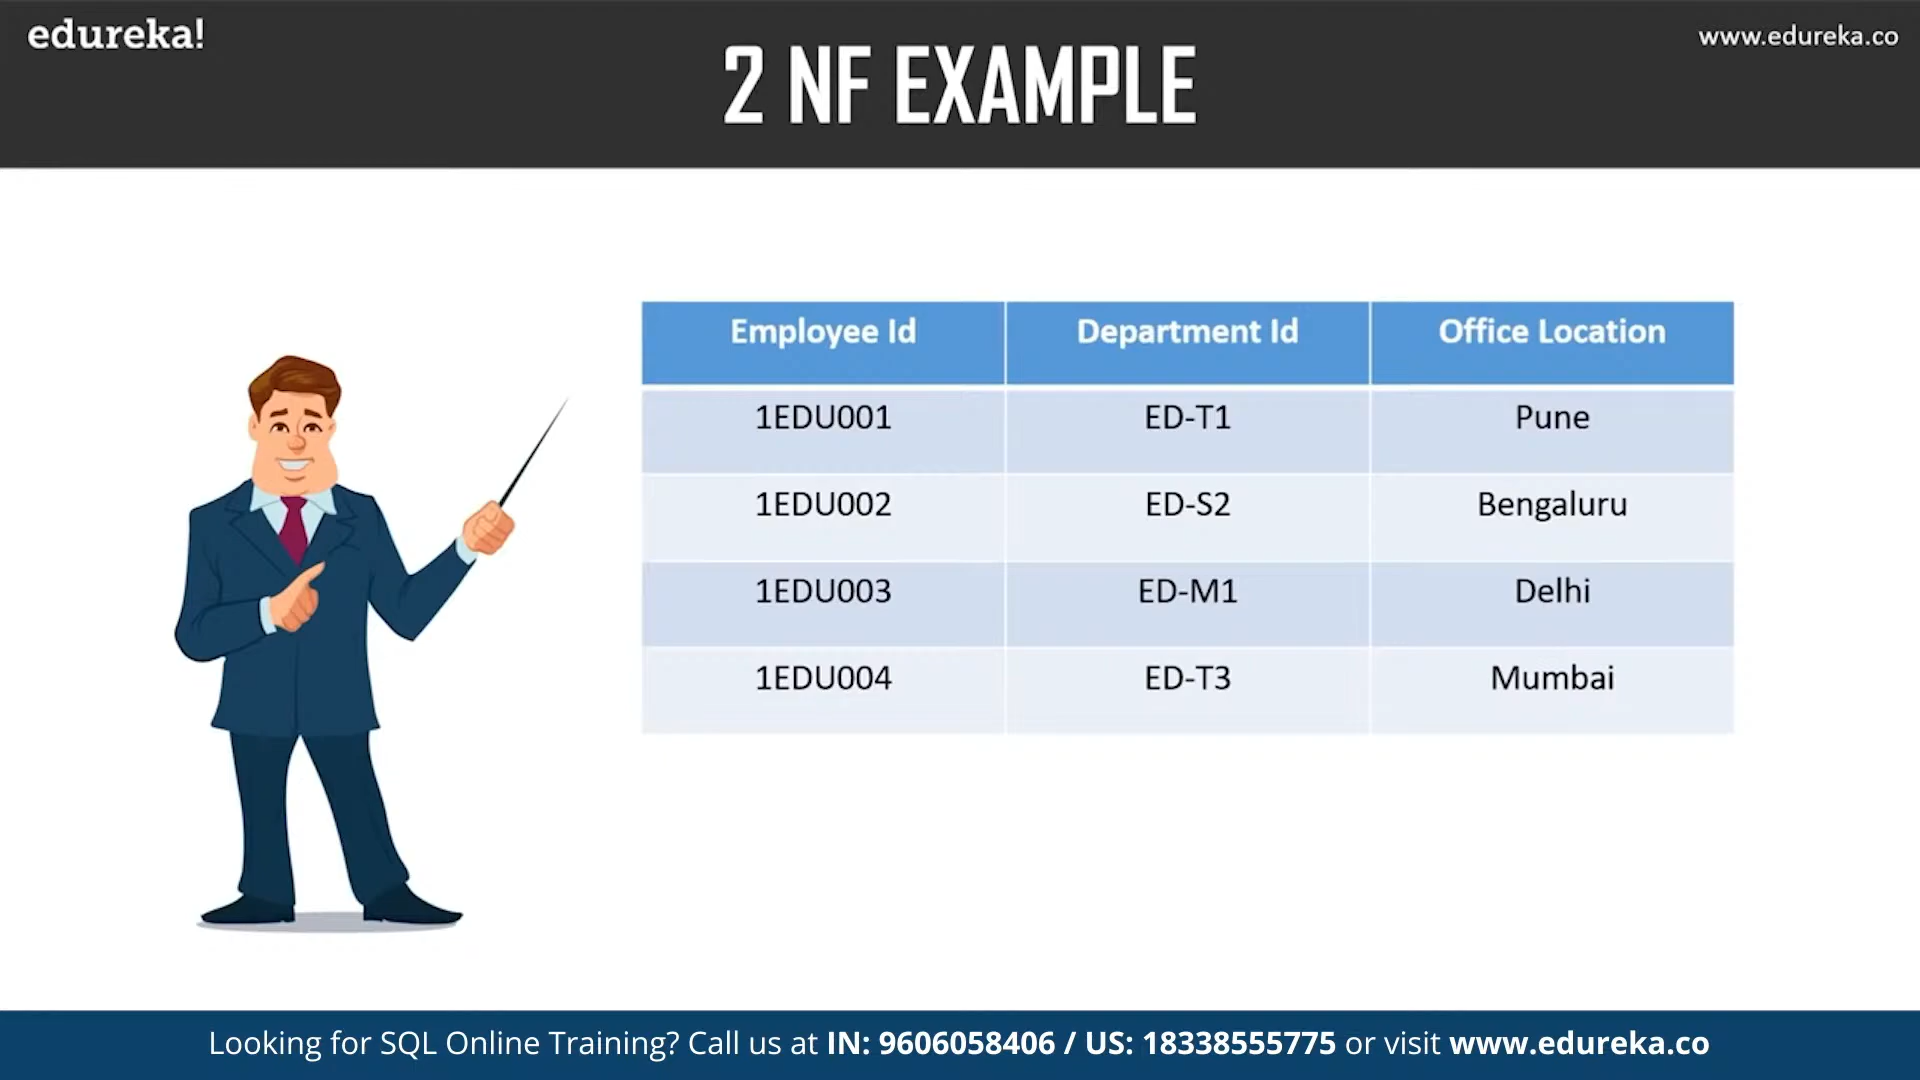 edureka!
www.edureka.co
2 NF EXAMPLE
Employee Id Department Id Office Location
1EDU001 ED-T1 Pune
1EDU002 ED-S2 Bengaluru
1EDU003 ED-M1 Delhi
1EDU004 ED-T3 Mumbai
Looking for SQL Online Training? Call us at IN: 9606058406 / US: 18338555775 or visit www.edureka.co